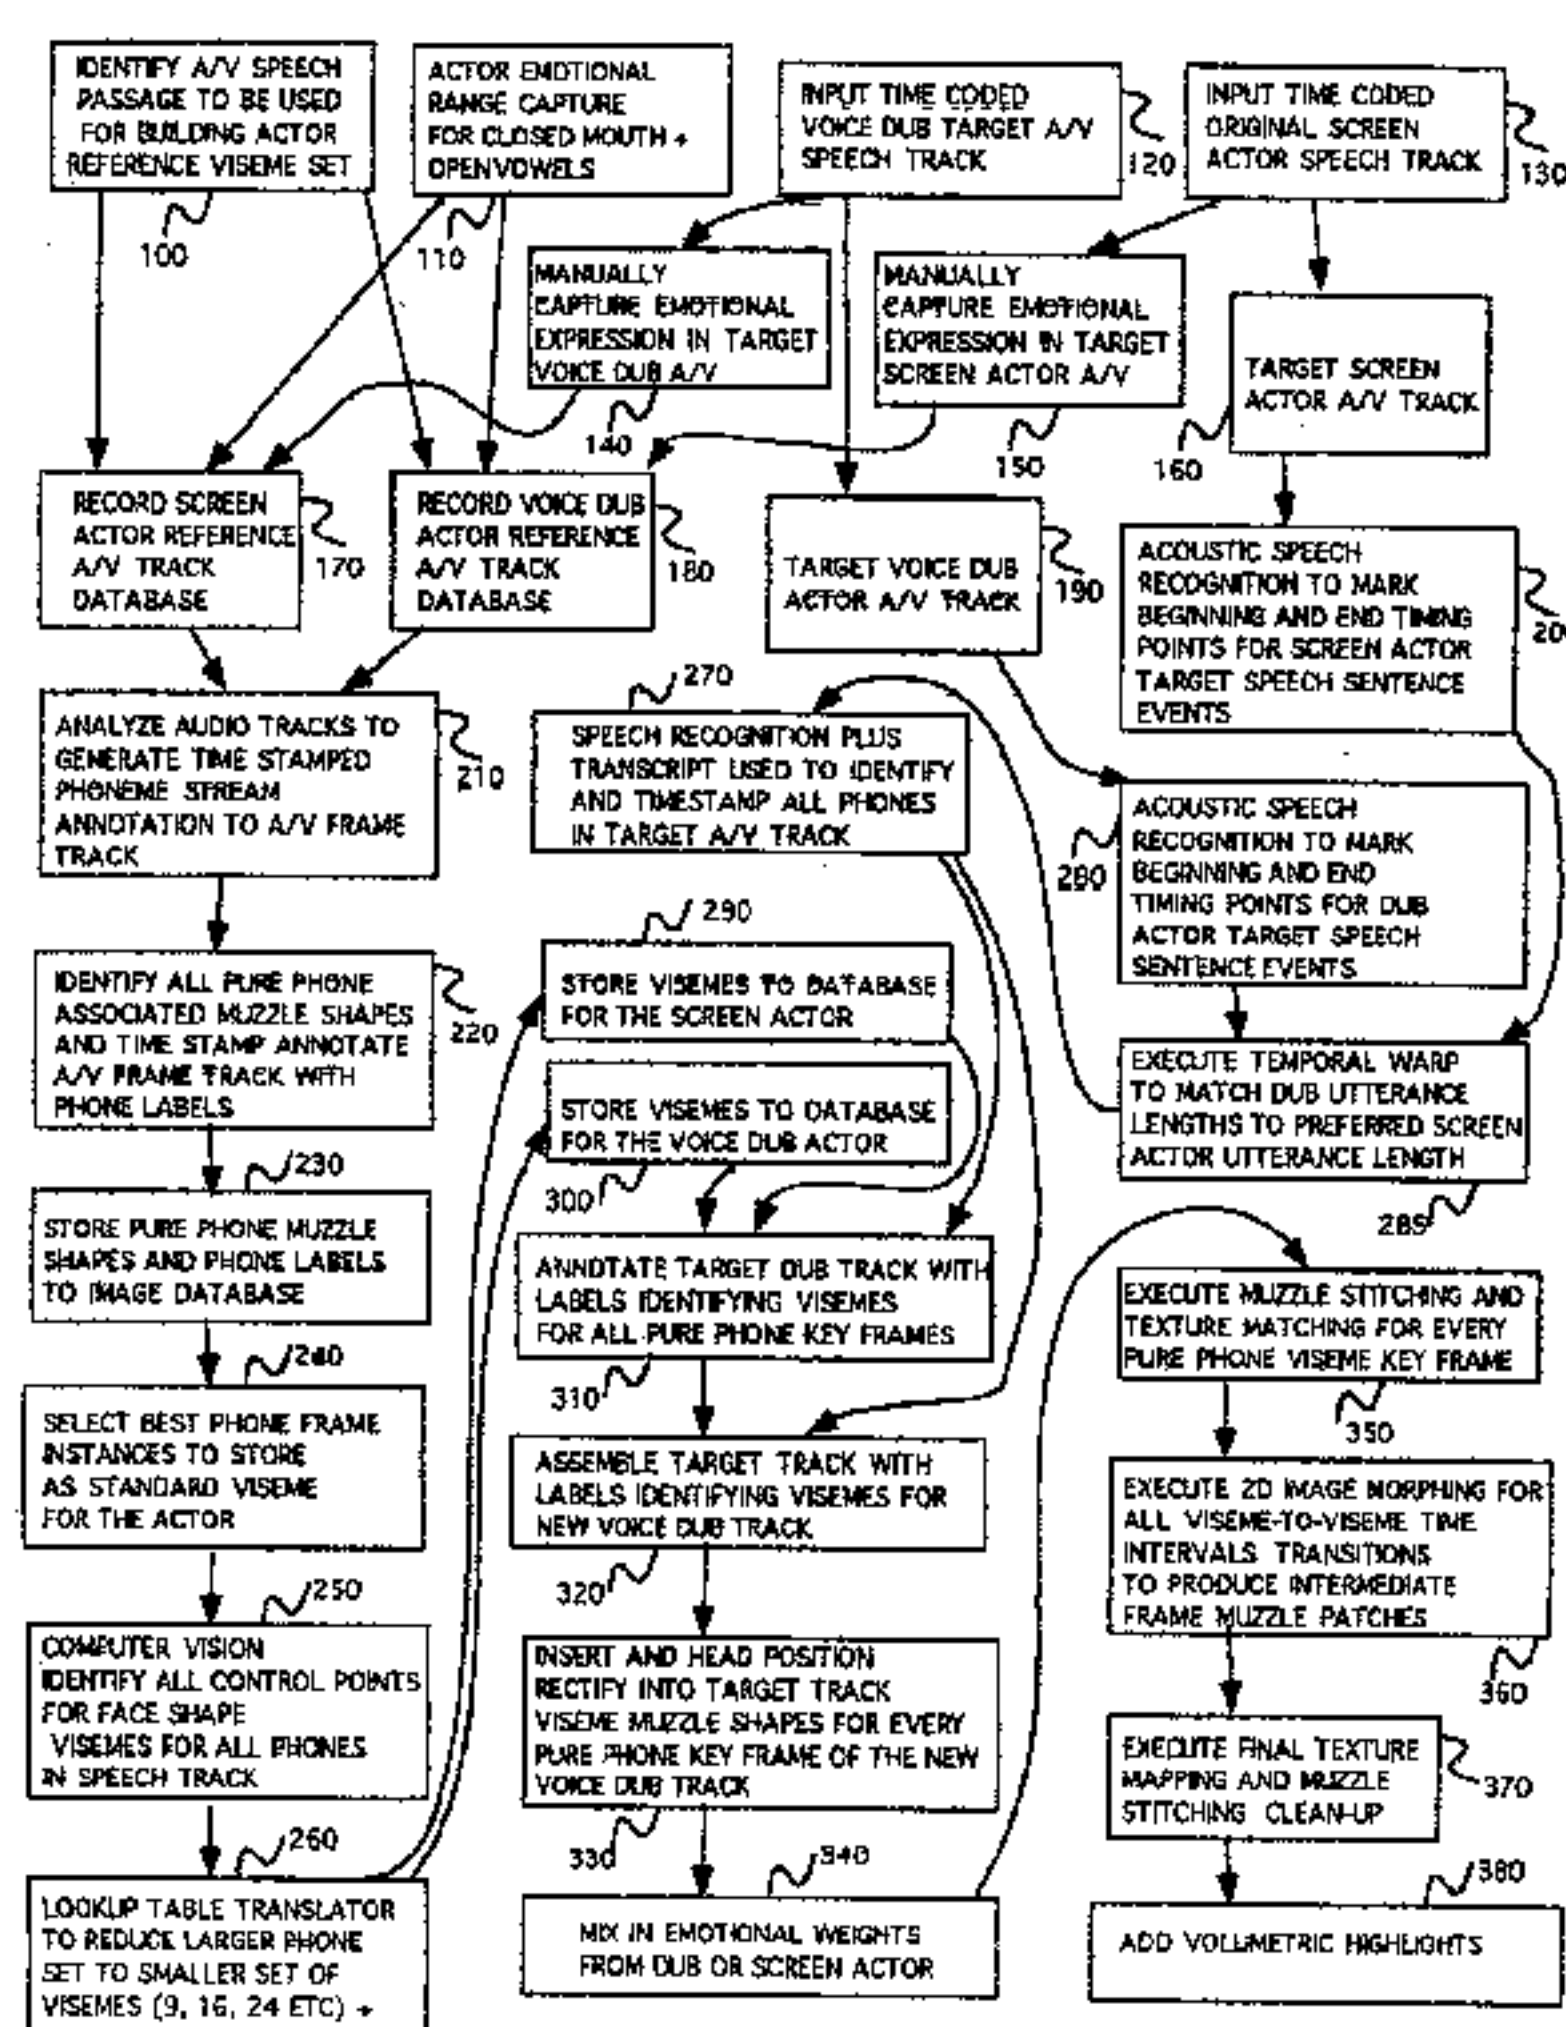 IDENTIFY A/V SPEECH
PASSAGE TO BE USED
FOR BUILDING ACTOR
REFERENCE VISEME SET
100
ACTOR EMOTIONAL
RANGE CAPTURE
FOR CLOSED MOUTH +
OPENVOWELS
110
INPUT TIME CODED
VOICE DUB TARGET A/V
SPEECH TRACK
120
INPUT TIME CODED
ORIGINAL SCREEN
ACTOR SPEECH TRACK
130
MANUALLY
CAPTURE EMOTIONAL
EXPRESSION IN TARGET
VOICE DUB A/V
140
MANUALLY
CAPTURE EMOTIONAL
EXPRESSION IN TARGET
SCREEN ACTOR A/V
150
TARGET SCREEN
ACTOR A/V TRACK
160
RECORD SCREEN
ACTOR REFERENCE
A/V TRACK
DATABASE
170
RECORD VOICE DUB
ACTOR REFERENCE
A/V TRACK
DATABASE
180
TARGET VOICE DUB
ACTOR A/V TRACK
190
ACOUSTIC SPEECH
RECOGNITION TO MARK
BEGINNING AND END TIMING
POINTS FOR SCREEN ACTOR
TARGET SPEECH SENTENCE
EVENTS
20
ANALYZE AUDIO TRACKS TO
GENERATE TIME STAMPED
PHONEME STREAM
ANNOTATION TO A/V FRAME
TRACK
210
270
SPEECH RECOGNITION PLUS
TRANSCRIPT USED TO IDENTIFY
AND TIMESTAMP ALL PHONES
IN TARGET A/V TRACK
ACOUSTIC SPEECH
RECOGNITION TO MARK
BEGINNING AND END
TIMING POINTS FOR DUB
ACTOR TARGET SPEECH
SENTENCE EVENTS
280
IDENTIFY ALL PURE PHONE
ASSOCIATED MUZZLE SHAPES
AND TIME STAMP ANNOTATE
A/V FRAME TRACK WITH
PHONE LABELS
220
290
STORE VISEMES TO DATABASE
FOR THE SCREEN ACTOR
STORE VISEMES TO DATABASE
FOR THE VOICE DUB ACTOR
300
EXECUTE TEMPORAL WARP
TO MATCH DUB UTTERANCE
LENGTHS TO PREFERRED SCREEN
ACTOR UTTERANCE LENGTH
285
230
STORE PURE PHONE MUZZLE
SHAPES AND PHONE LABELS
TO IMAGE DATABASE
ANNOTATE TARGET DUB TRACK WITH
LABELS IDENTIFYING VISEMES
FOR ALL PURE PHONE KEY FRAMES
310
EXECUTE MUZZLE STITCHING AND
TEXTURE MATCHING FOR EVERY
PURE PHONE VISEME KEY FRAME
350
240
SELECT BEST PHONE FRAME
INSTANCES TO STORE
AS STANDARD VISEME
FOR THE ACTOR
ASSEMBLE TARGET TRACK WITH
LABELS IDENTIFYING VISEMES FOR
NEW VOICE DUB TRACK
320
EXECUTE 2D IMAGE MORPHING FOR
ALL VISEME-TO-VISEME TIME
INTERVALS TRANSITIONS
TO PRODUCE INTERMEDIATE
FRAME MUZZLE PATCHES
360
250
COMPUTER VISION
IDENTIFY ALL CONTROL POINTS
FOR FACE SHAPE
VISEMES FOR ALL PHONES
IN SPEECH TRACK
INSERT AND HEAD POSITION
RECTIFY INTO TARGET TRACK
VISEME MUZZLE SHAPES FOR EVERY
PURE PHONE KEY FRAME OF THE NEW
VOICE DUB TRACK
330
EXECUTE FINAL TEXTURE
MAPPING AND MUZZLE
STITCHING CLEAN-UP
370
260
LOOKUP TABLE TRANSLATOR
TO REDUCE LARGER PHONE
SET TO SMALLER SET OF
VISEMES (9, 16, 24 ETC) +
340
MIX IN EMOTIONAL WEIGHTS
FROM DUB OR SCREEN ACTOR
380
ADD VOLUMETRIC HIGHLIGHTS